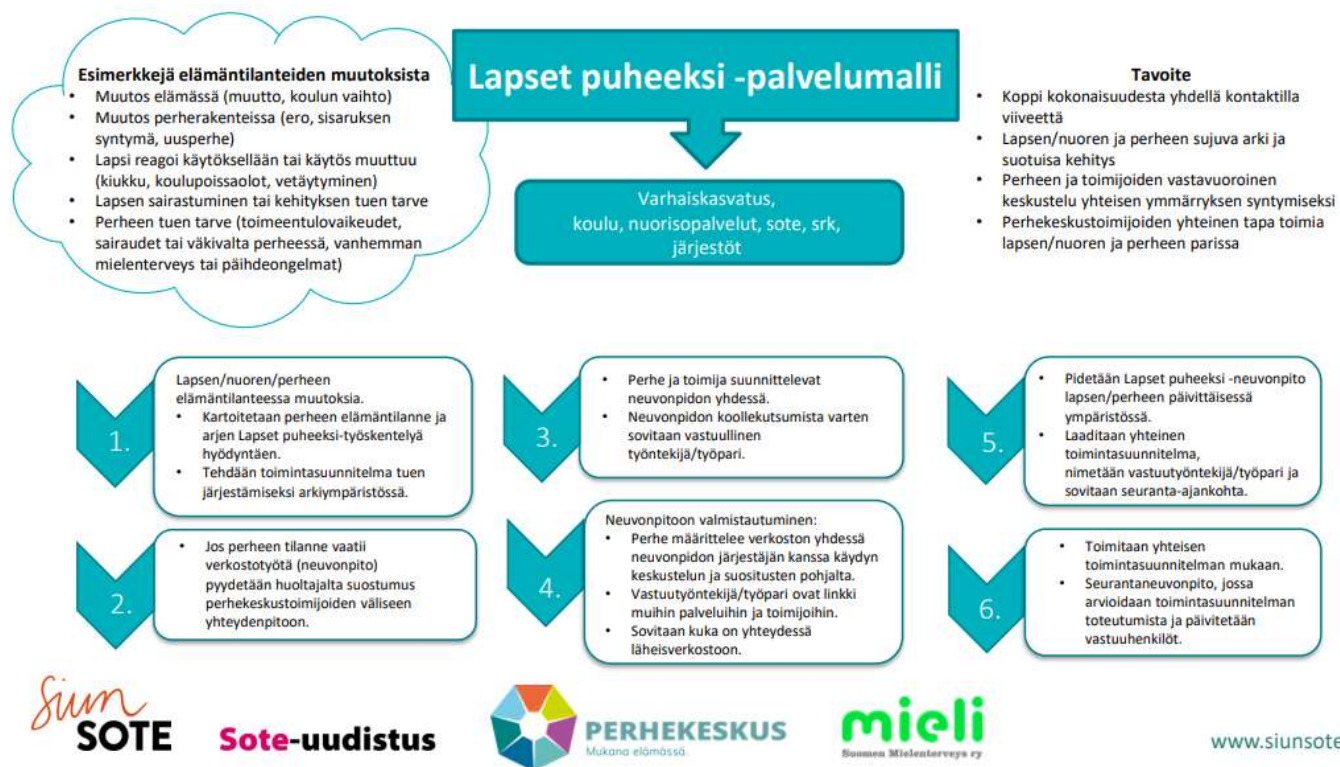 Lapset puheeksi -palvelumalli
Esimerkkejä elämäntilanteiden muutoksista
• Muutos elämässä (muutto, koulun vaihto)
• Muutos perherakenteissa (ero, sisaruksen
syntymä, uusperhe)
• Lapsi reagoi käytöksellään tai käytös muuttuu
(kiukku, koulupoissaolot, vetäytyminen)
• Lapsen sairastuminen tai kehityksen tuen tarve
• Perheen tuen tarve (toimeentulovaikeudet,
sairaudet tai väkivalta perheessä, vanhemman
mielenterveys tai päihdeongelmat)
Varhaiskasvatus,
koulu, nuorisopalvelut, sote, srk,
järjestöt
Tavoite
• Koppi kokonaisuudesta yhdellä kontaktilla
viiveettä
• Lapsen/nuoren ja perheen sujuva arki ja
suotuisa kehitys
• Perheen ja toimijoiden vastavuoroinen
keskustelu yhteisen ymmärryksen syntymiseksi
• Perhekeskustoimijoiden yhteinen tapa toimia
lapsen/nuoren ja perheen parissa
1.
Lapsen/nuoren/perheen
elämäntilanteessa muutoksia.
• Kartoitetaan perheen elämäntilanne ja
arjen Lapset puheeksi-työskentelyä
hyödyntäen.
• Tehdään toimintasuunnitelma tuen
järjestämiseksi arkiympäristössä.
2.
• Jos perheen tilanne vaatii
verkostotyötä (neuvonpito)
pyydetään huoltajalta suostumus
perhekeskustoimijoiden väliseen
yhteydenpitoon.
3.
• Perhe ja toimija suunnittelevat
neuvonpidon yhdessä.
• Neuvonpidon koollekutsumista varten
sovitaan vastuullinen
työntekijä/työpari.
4.
Neuvonpitoon valmistautuminen:
• Perhe määrittelee verkoston yhdessä
neuvonpidon järjestäjän kanssa käydyn
keskustelun ja suositusten pohjalta.
• Vastuutyöntekijä/työpari ovat linkki
muihin palveluihin ja toimijoihin.
• Sovitaan kuka on yhteydessä
läheisverkostoon.
5.
• Pidetään Lapset puheeksi -neuvonpito
lapsen/perheen päivittäisessä
ympäristössä.
• Laaditaan yhteinen
toimintasuunnitelma,
nimetään vastuutyöntekijä/työpari ja
sovitaan seuranta-ajankohta.
6.
• Toimitaan yhteisen
toimintasuunnitelman mukaan.
• Seurantaneuvonpito, jossa
arvioidaan toimintasuunnitelman
toteutumista ja päivitetään
vastuuhenkilöt.
Siun
SOTE
Sote-uudistus
PERHEKESKUS
Mukana elämässä.
mieli
Suomen Mielenterveys ry
www.siunsote